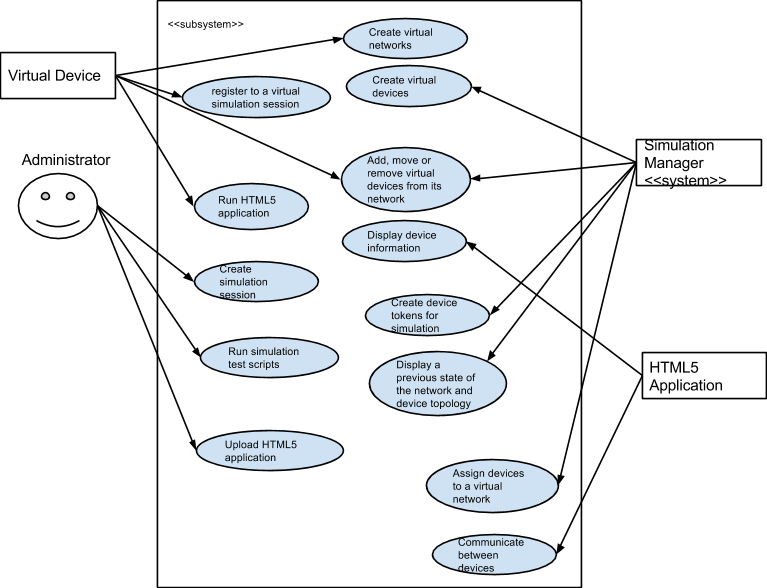 <<subsystem>>
Create virtual
networks
Virtual Device
register to a virtual
simulation session
Create virtual
devices
Administrator
Simulation
Manager
<<system>>
Add, move or
remove virtual
devices from its
network
Run HTML5
application
Display device
information
Create
simulation
session
Create device
tokens for
simulation
Run simulation
test scripts
Display a
previous state of
the network and
device topology
HTML5
Application
Upload HTML5
application
Assign devices
to a virtual
network
Communicate
between
devices